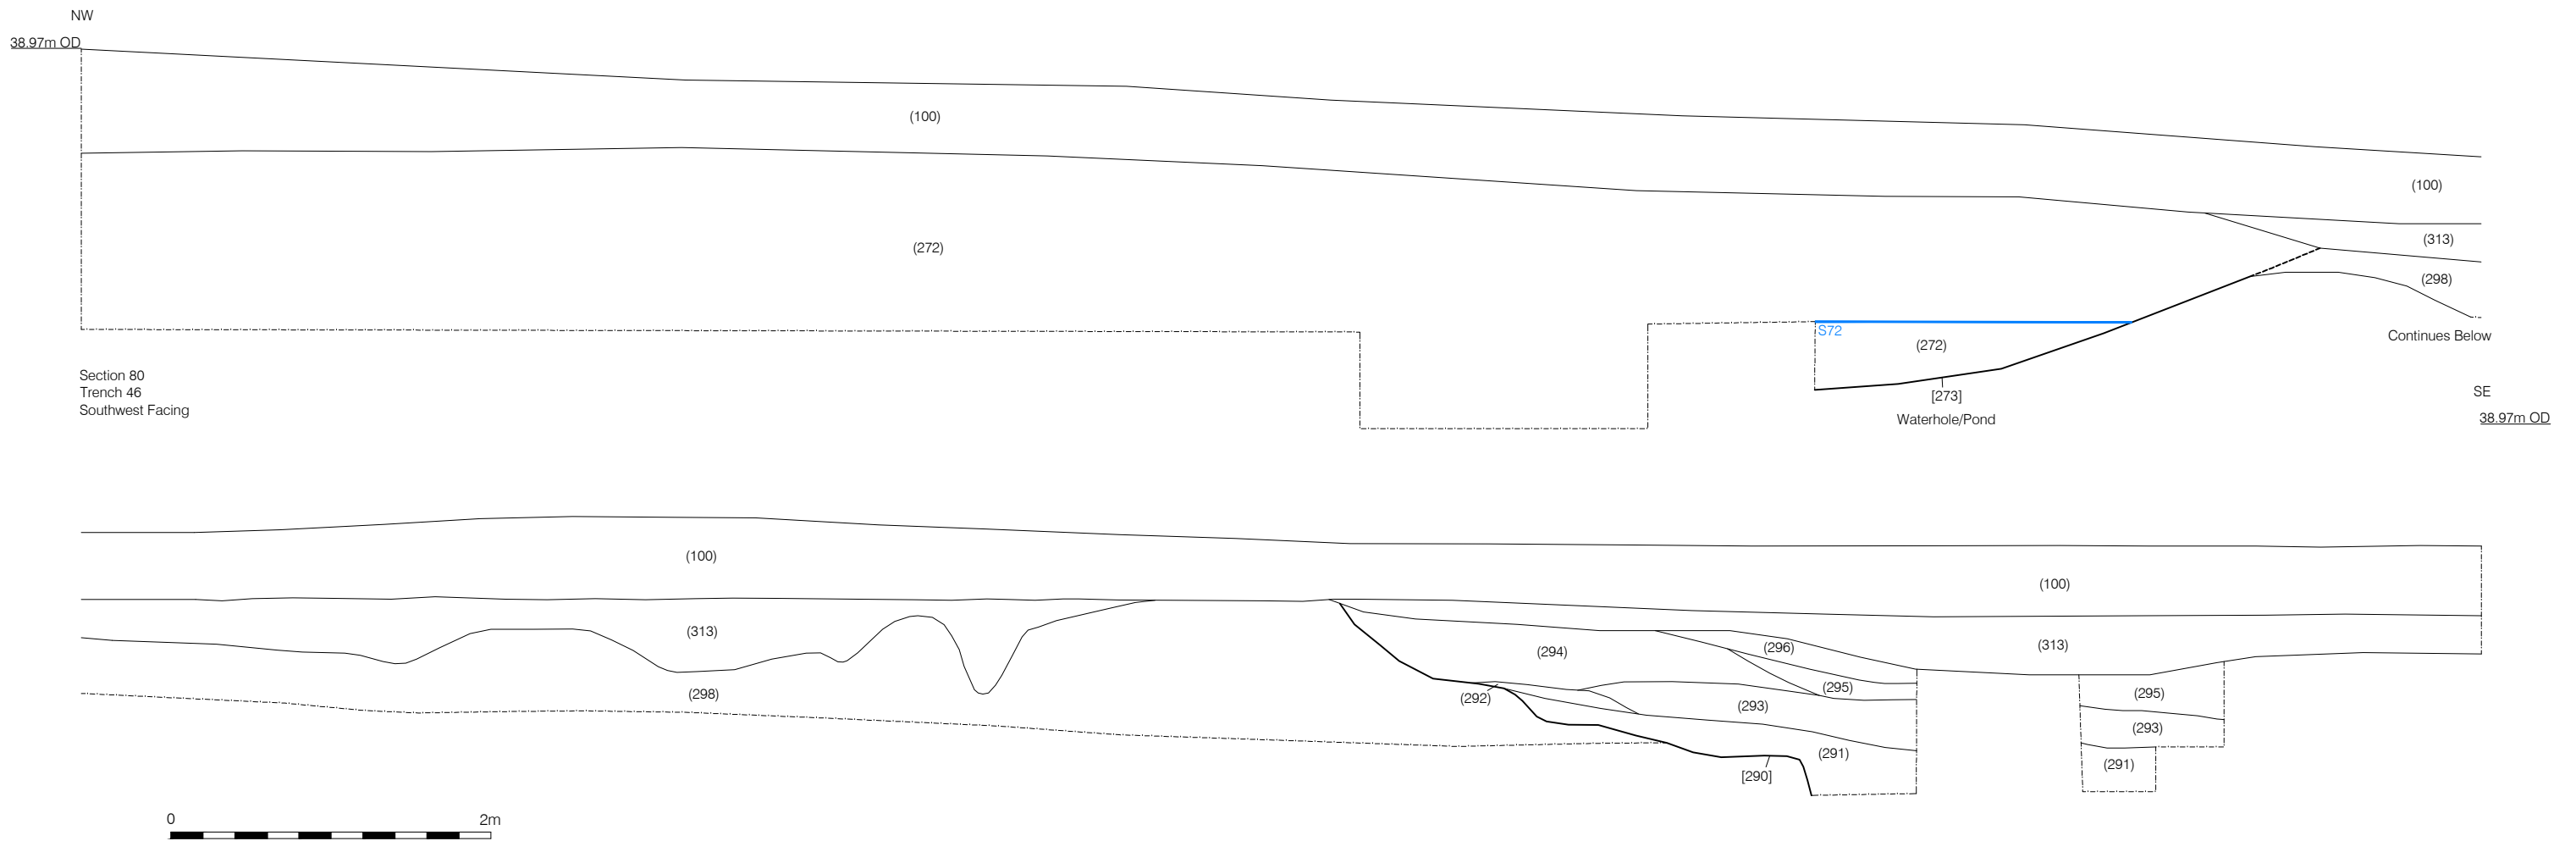 NW
38.97m OD
(100)
(100)
(313)
(272)
(298)
S72
(272)
Continues Below
Section 80
Trench 46
Southwest Facing
[273]
Waterhole/Pond
SE
38.97m OD
(100)
(100)
(313)
(294)
(296)
(313)
(298)
(292)
(295)
(293)
(295)
(293)
(291)
(291)
[290]
0 2m